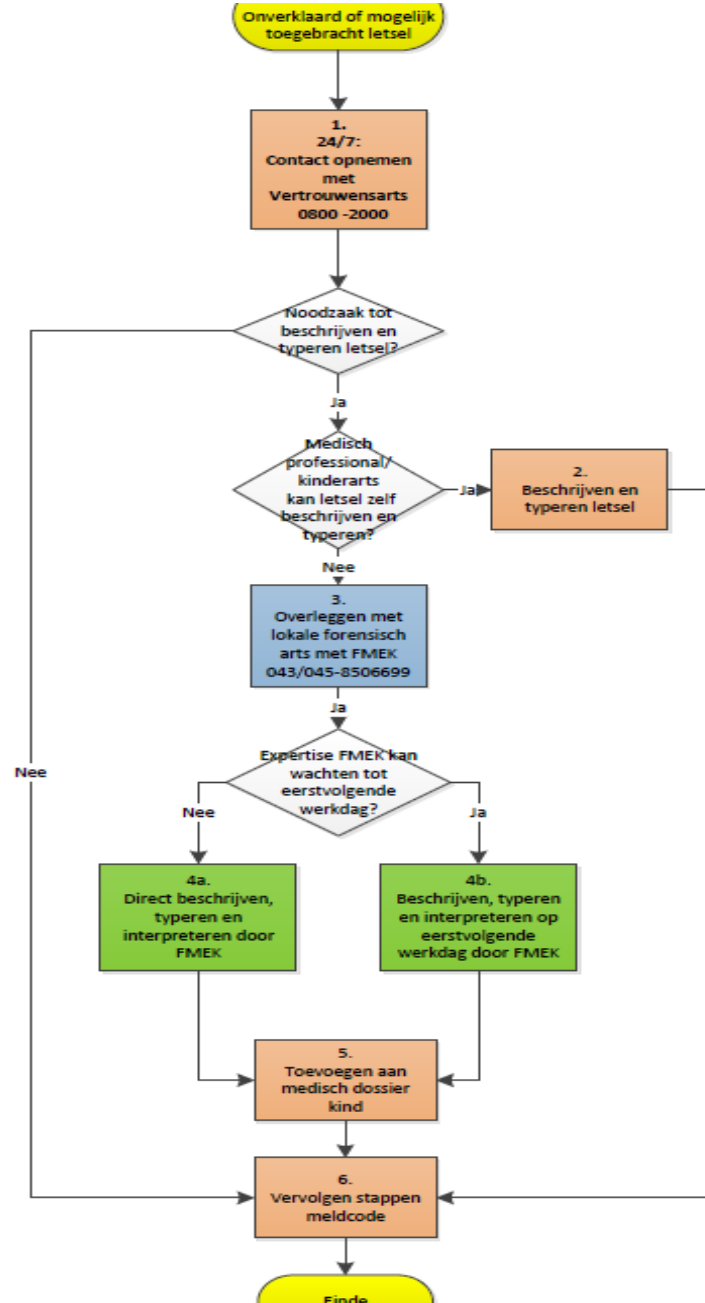 Onverklaard of mogelijk
toegebracht letsel
1.
24/7:
Contact opnemen
met
Vertrouwensarts
0800 -2000
Noodzaak tot
beschrijven en
typeren letsel?
Ja
Medisch
professional/
kinderarts
kan letsel zelf
beschrijven en
typeren?
Ja
2.
Beschrijven en
typeren letsel
Nee
3.
Overleggen met
lokale forensisch
arts met FMEK
043/045-8506699
Ja
Expertise FMEK kan
wachten tot
eerstvolgende
werkdag?
Nee
Nee
Ja
4a.
Direct beschrijven,
typeren en
interpreteren door
FMEK
4b.
Beschrijven, typeren
en interpreteren op
eerstvolgende
werkdag door FMEK
5.
Toevoegen aan
medisch dossier
kind
6.
Vervolgen stappen
meldcode
Einde